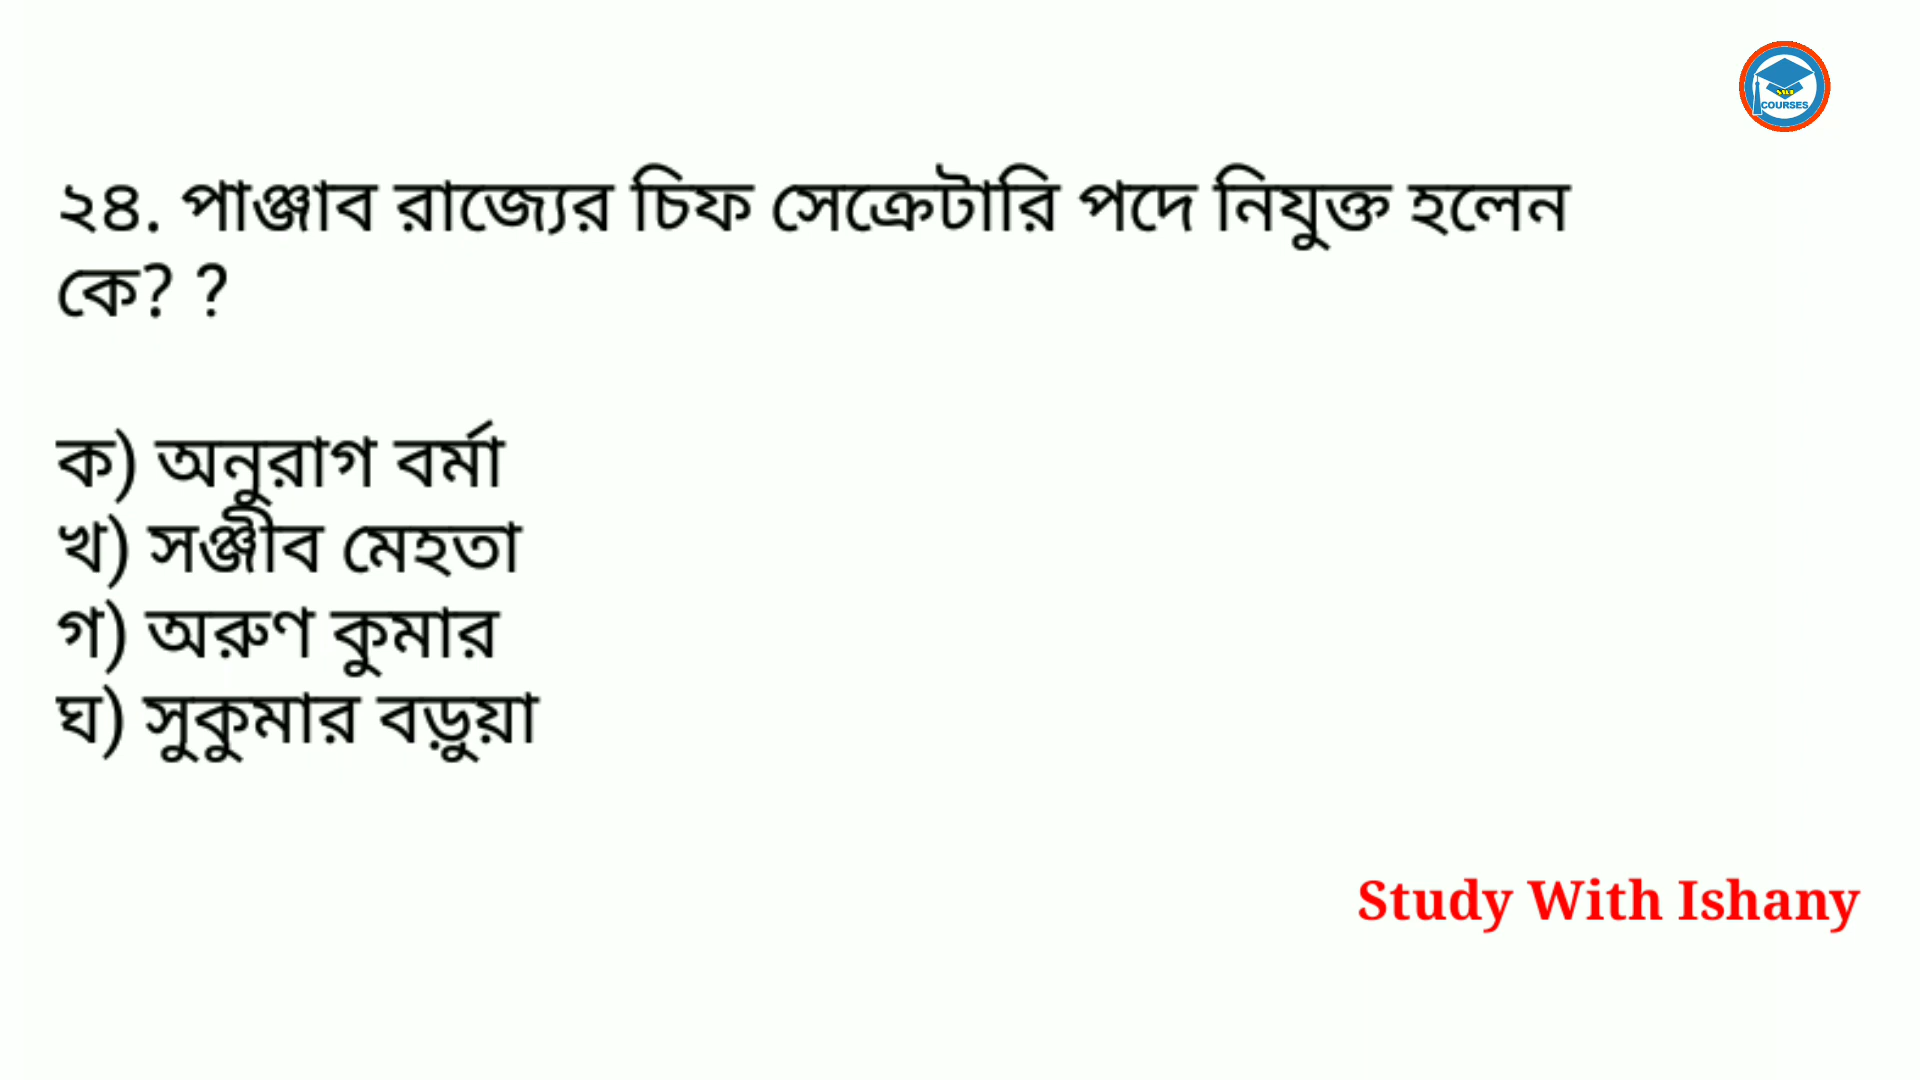 COURSES
২৪. পাঞ্জাব রাজ্যের চিফ সেক্রেটারি পদে নিযুক্ত হলেন
কে? ?
ক) অনুরাগ বর্মা
খ) সঞ্জীব মেহতা
গ) অরুণ কুমার
ঘ) সুকুমার বড়ুয়া
Study With Ishany